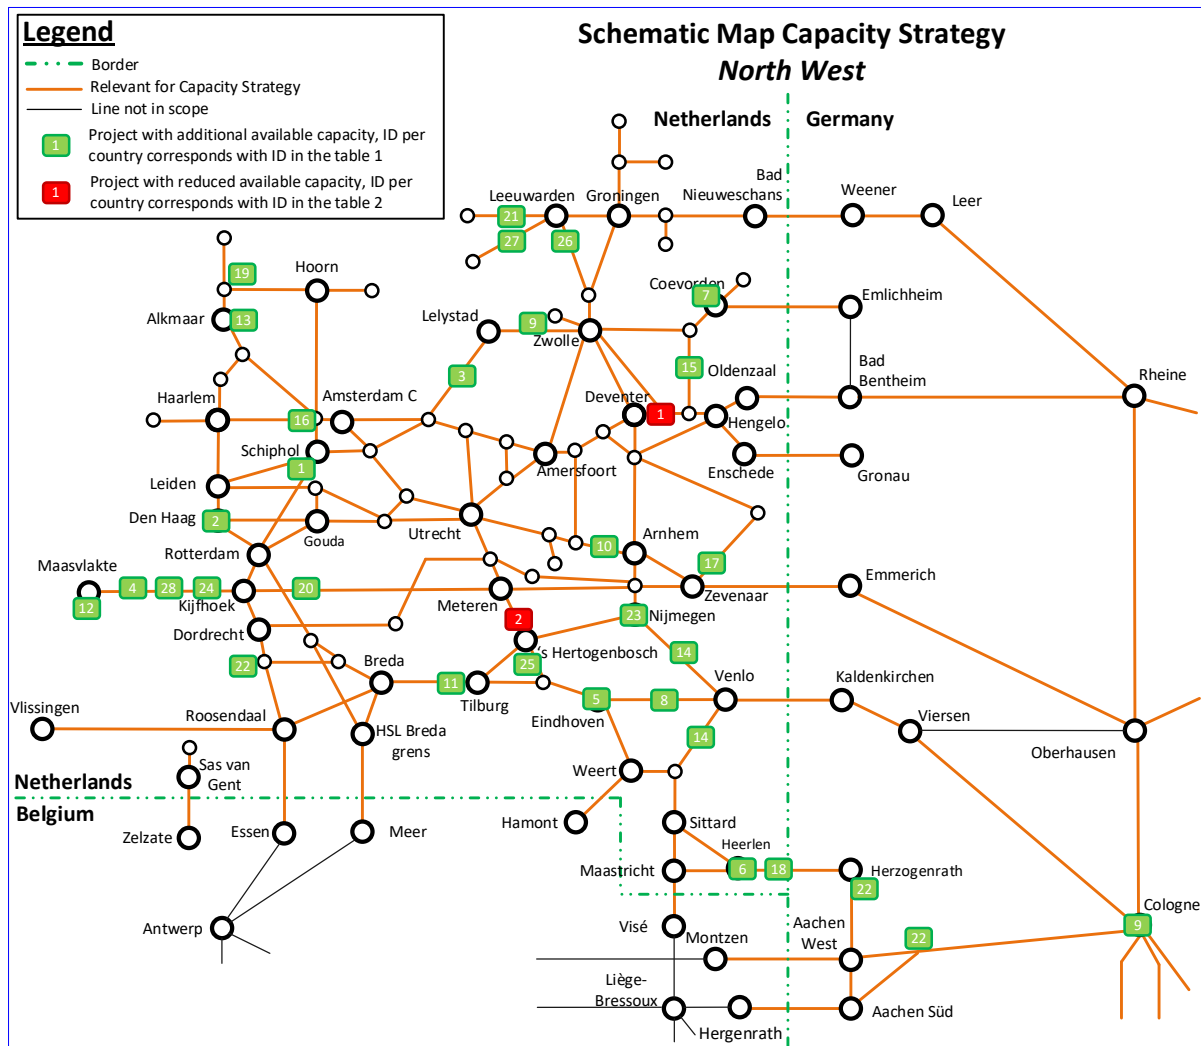 Legend
Border
Relevant for Capacity Strategy
Line not in scope
1
Project with additional available capacity, ID per
country corresponds with ID in the table 1
1
Project with reduced available capacity, ID per
country corresponds with ID in the table 2
Schematic Map Capacity Strategy
North West
Netherlands
Germany
Leeuwarden
Groningen
Bad
Nieuweschans
Weener
Leer
21
27
26
Hoorn
19
Alkmaar
13
Coevorden
7
Emlichheim
Lelystad
9
Zwolle
3
15
Oldenzaal
Bad
Bentheim
Rheine
Haarlem
16
Amsterdam C
Deventer
1
Hengelo
Schiphol
1
Amersfoort
Enschede
Gronau
Leiden
Den Haag
2
Gouda
Utrecht
Rotterdam
10
Arnhem
17
Maasvlakte
4
28
24
20
12
Kijfhoek
Meteren
Zevenaar
Emmerich
2
23
Nijmegen
Dordrecht
's Hertogenbosch
14
22
25
Breda
11
Tilburg
5
8
Eindhoven
Venlo
Kaldenkirchen
Vlissingen
Roosendaal
HSL Breda
grens
14
Viersen
Oberhausen
Sas van
Gent
Weert
Netherlands
Belgium
Zelzate
Essen
Meer
Hamont
Sittard
Heerlen
Maastricht
6
18
Herzogenrath
22
Antwerp
Visé
Montzen
Aachen
West
22
Cologne
9
Liège-
Bressoux
Hergenrath
Aachen Süd